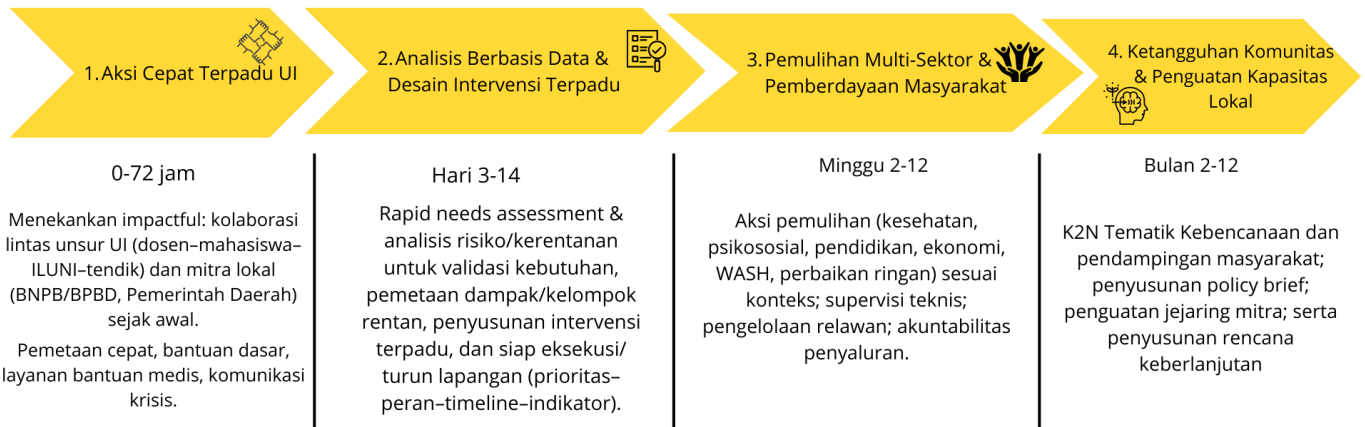 1. Aksi Cepat Terpadu UI
0-72 jam
Menekankan impactful: kolaborasi
lintas unsur UI (dosen–mahasiswa–
ILUNI–tendik) dan mitra lokal
(BNPB/BPBD, Pemerintah Daerah)
sejak awal.
Pemetaan cepat, bantuan dasar,
layanan bantuan medis, komunikasi
krisis.
2. Analisis Berbasis Data &
Desain Intervensi Terpadu
Hari 3-14
Rapid needs assessment &
analisis risiko/kerentanan
untuk validasi kebutuhan,
pemetaan dampak/kelompok
rentan, penyusunan intervensi
terpadu, dan siap eksekusi/
turun lapangan (prioritas–
peran–timeline–indikator).
3. Pemulihan Multi-Sektor &
Pemberdayaan Masyarakat
Minggu 2-12
Aksi pemulihan (kesehatan,
psikososial, pendidikan, ekonomi,
WASH, perbaikan ringan) sesuai
konteks; supervisi teknis;
pengelolaan relawan; akuntabilitas
penyaluran.
4. Ketangguhan Komunitas
& Penguatan Kapasitas
Lokal
Bulan 2-12
K2N Tematik Kebencanaan dan
pendampingan masyarakat;
penyusunan policy brief;
penguatan jejaring mitra; serta
penyusunan rencana
keberlanjutan